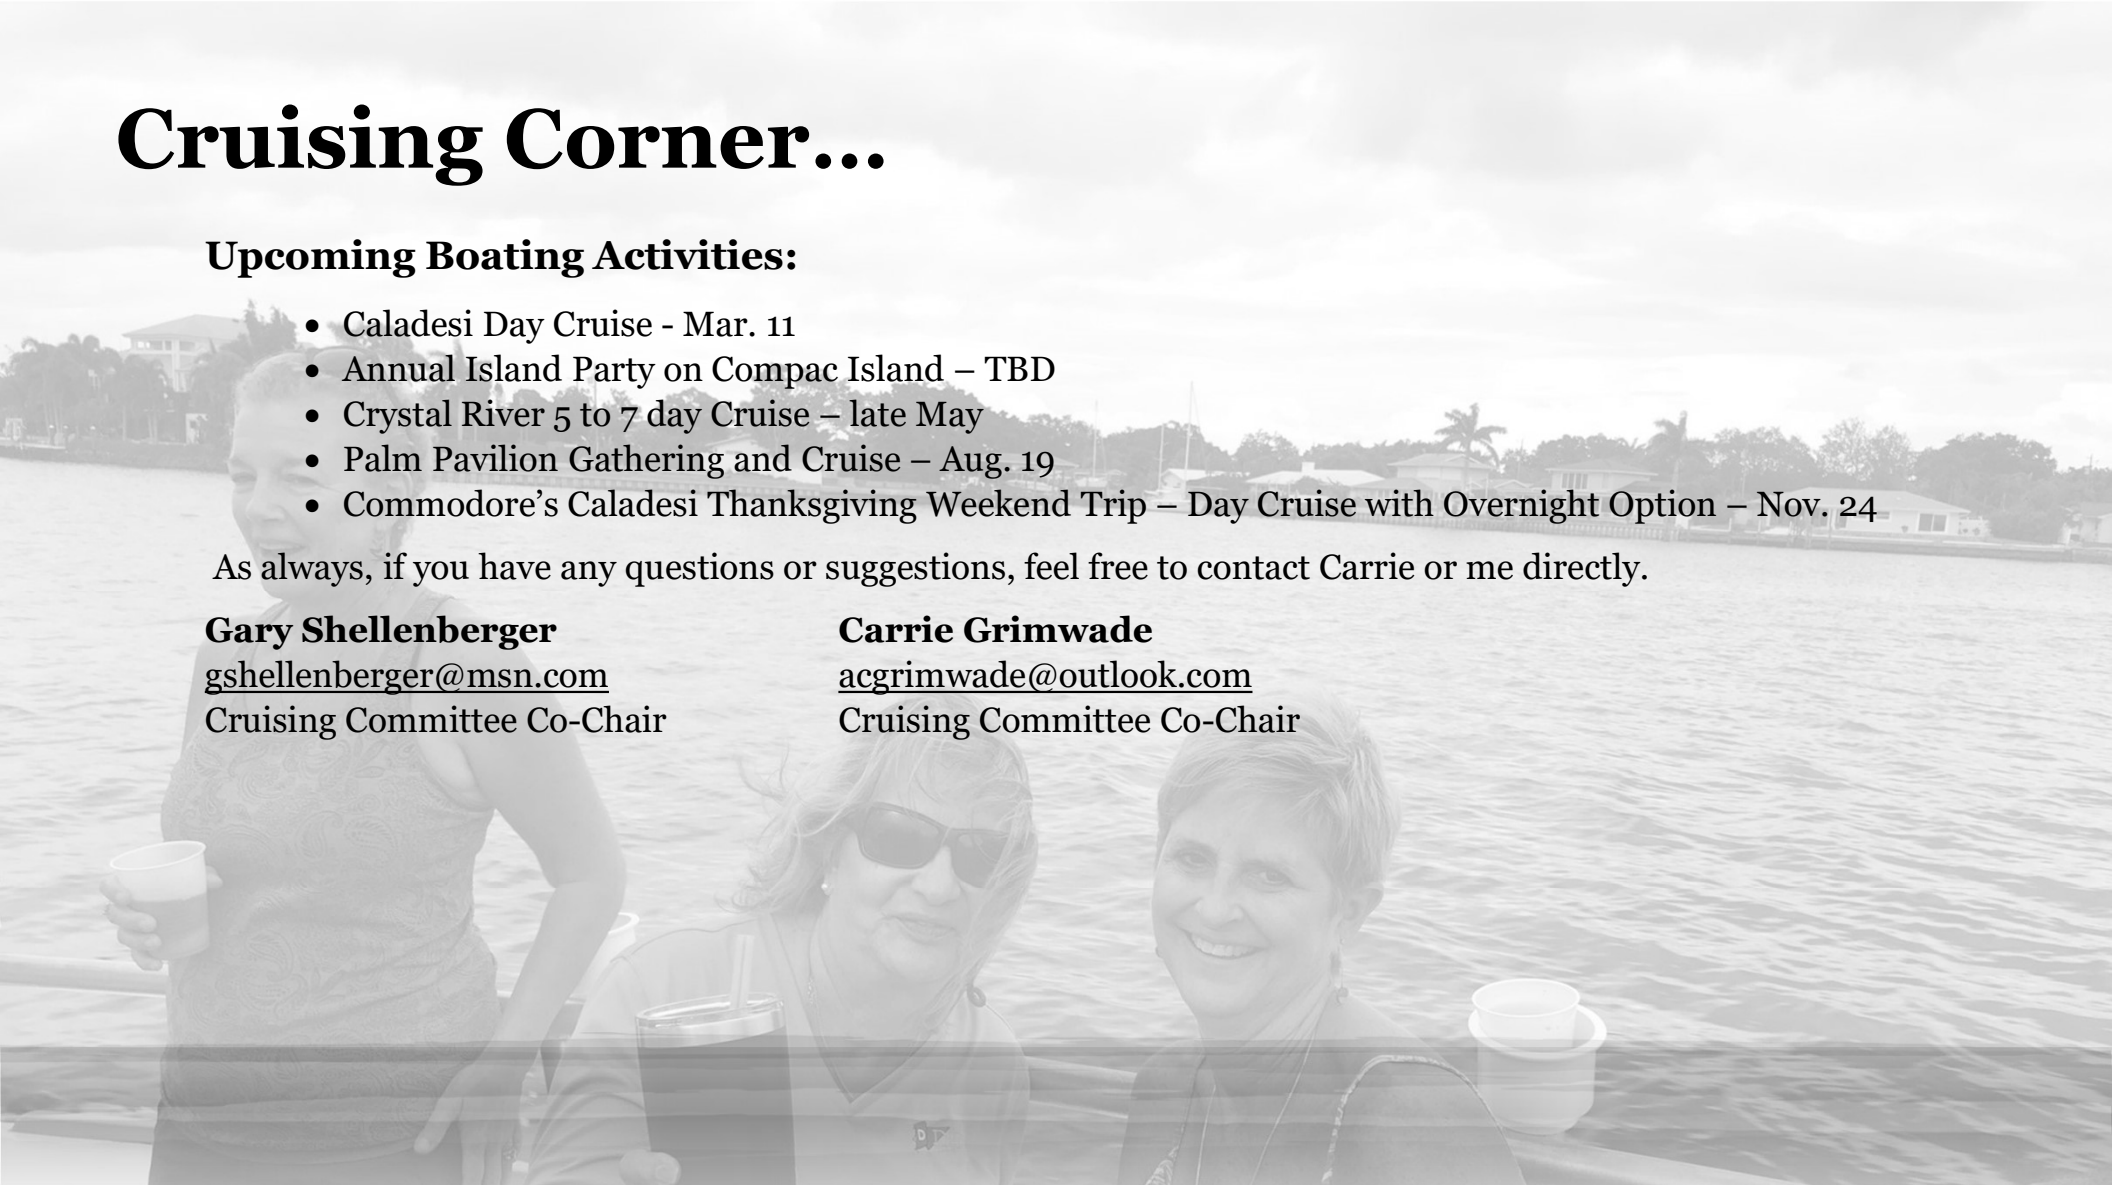 Cruising Corner...
Upcoming Boating Activities:
• Caladesi Day Cruise - Mar. 11
• Annual Island Party on Compac Island – TBD
• Crystal River 5 to 7 day Cruise – late May
• Palm Pavilion Gathering and Cruise – Aug. 19
• Commodore’s Caladesi Thanksgiving Weekend Trip – Day Cruise with Overnight Option – Nov. 24
As always, if you have any questions or suggestions, feel free to contact Carrie or me directly.
Gary Shellenberger
gshellenberger@msn.com
Cruising Committee Co-Chair
Carrie Grimwade
acgrimwade@outlook.com
Cruising Committee Co-Chair